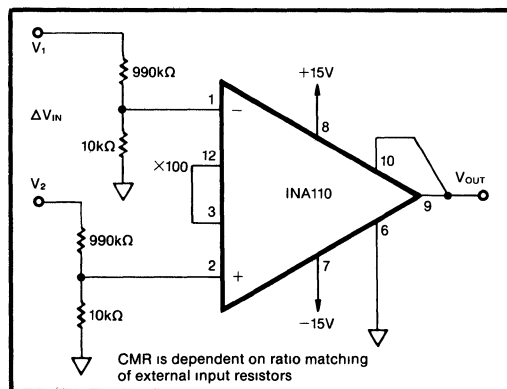 V₁
990kΩ
+15V
1
−
8
ΔVIN
10kΩ
12
×100
10
VOUT
INA110
9
V₂
3
6
990kΩ
2
+
7
10kΩ
−15V
CMR is dependent on ratio matching
of external input resistors